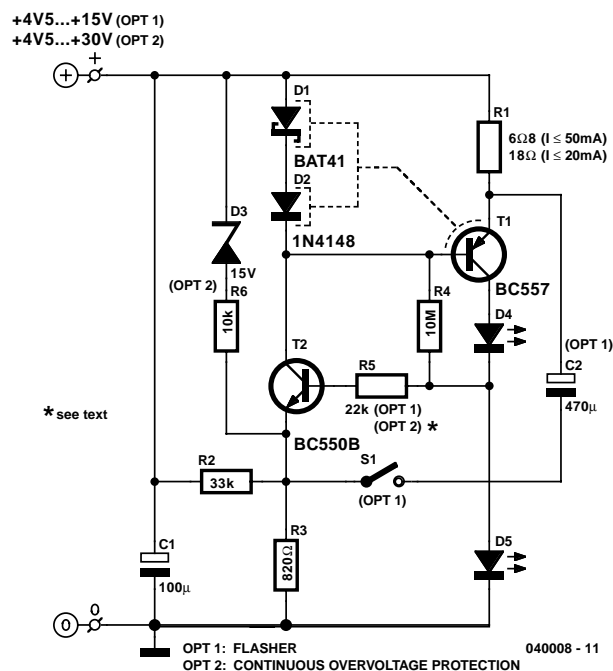 +4V5...+15V (OPT 1)
+4V5...+30V (OPT 2)
+
+
D1
R1
6Ω8 (I ≤ 50mA)
18Ω (I ≤ 20mA)
BAT41
D2
D3
T1
1N4148
15V
(OPT 2)
R6
10k
R4
10M
BC557
D4
(OPT 1)
C2
470µ
T2
R5
22k (OPT 1)
(OPT 2) *
* see text
BC550B
R2
33k
S1
(OPT 1)
R3
820Ω
D5
C1
100µ
0
0
OPT 1: FLASHER
OPT 2: CONTINUOUS OVERVOLTAGE PROTECTION
040008 - 11